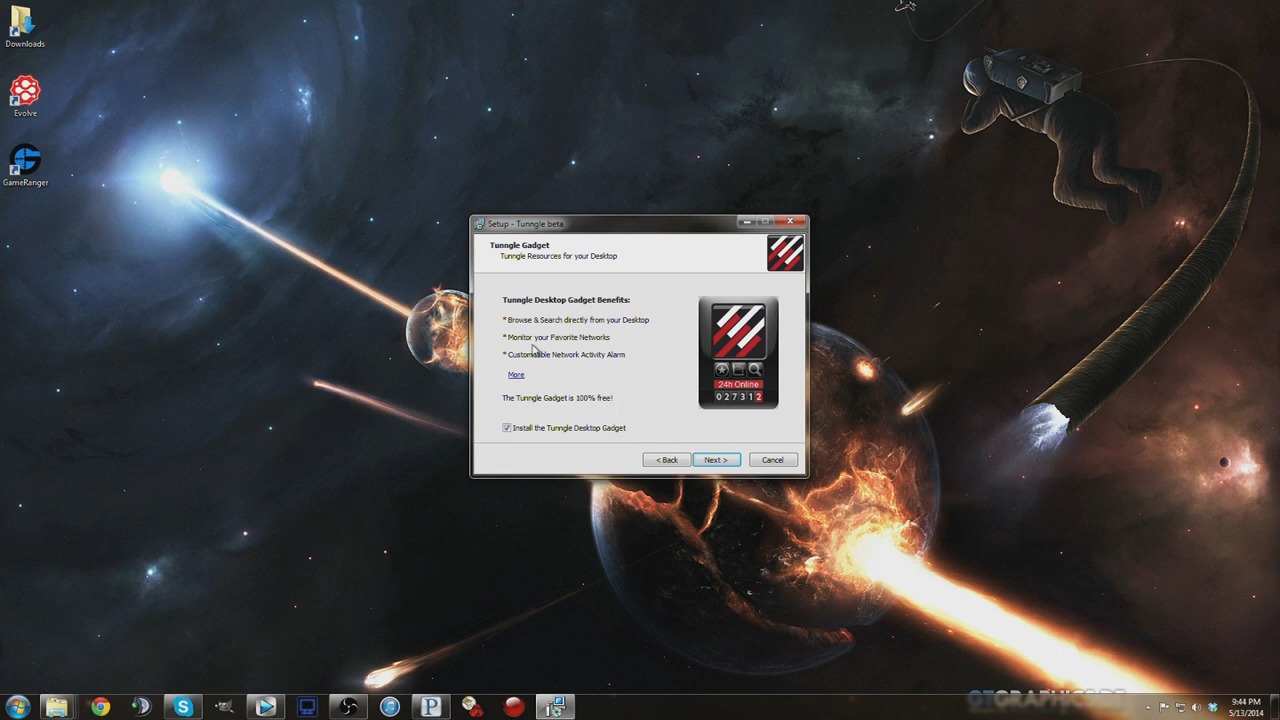 Downloads
Evolve
GameRanger
Setup - Tunngle beta
Tunngle Gadget
Tunngle Resources for your Desktop
Tunngle Desktop Gadget Benefits:
* Browse & Search directly from your Desktop
* Monitor your Favorite Networks
* Customizable Network Activity Alarm
More
The Tunngle Gadget is 100% free!
Install the Tunngle Desktop Gadget
24h Online
02731 2
< Back
Next >
Cancel
9:44 PM
5/13/2014